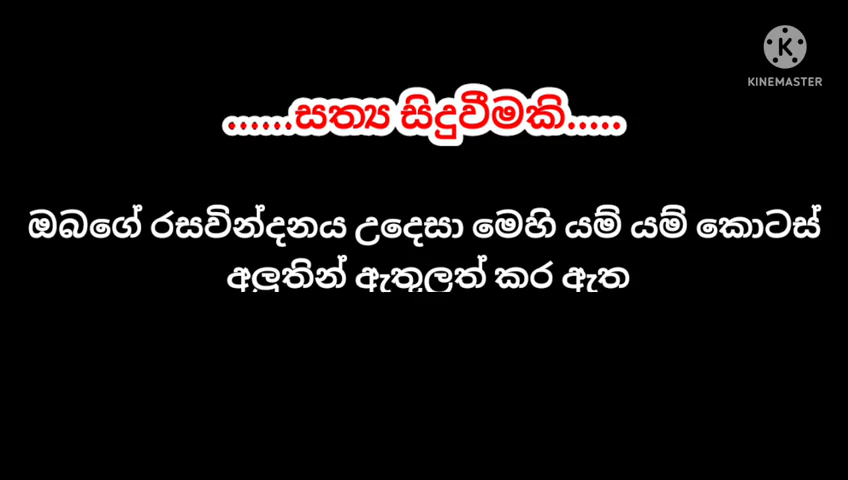 KINEMASTER
......සත්‍ය සිදුවීමකි.....
ඔබගේ රසවින්දනය උදෙසා මෙහි යම් යම් කොටස්
අලුතින් ඇතුලත් කර ඇත